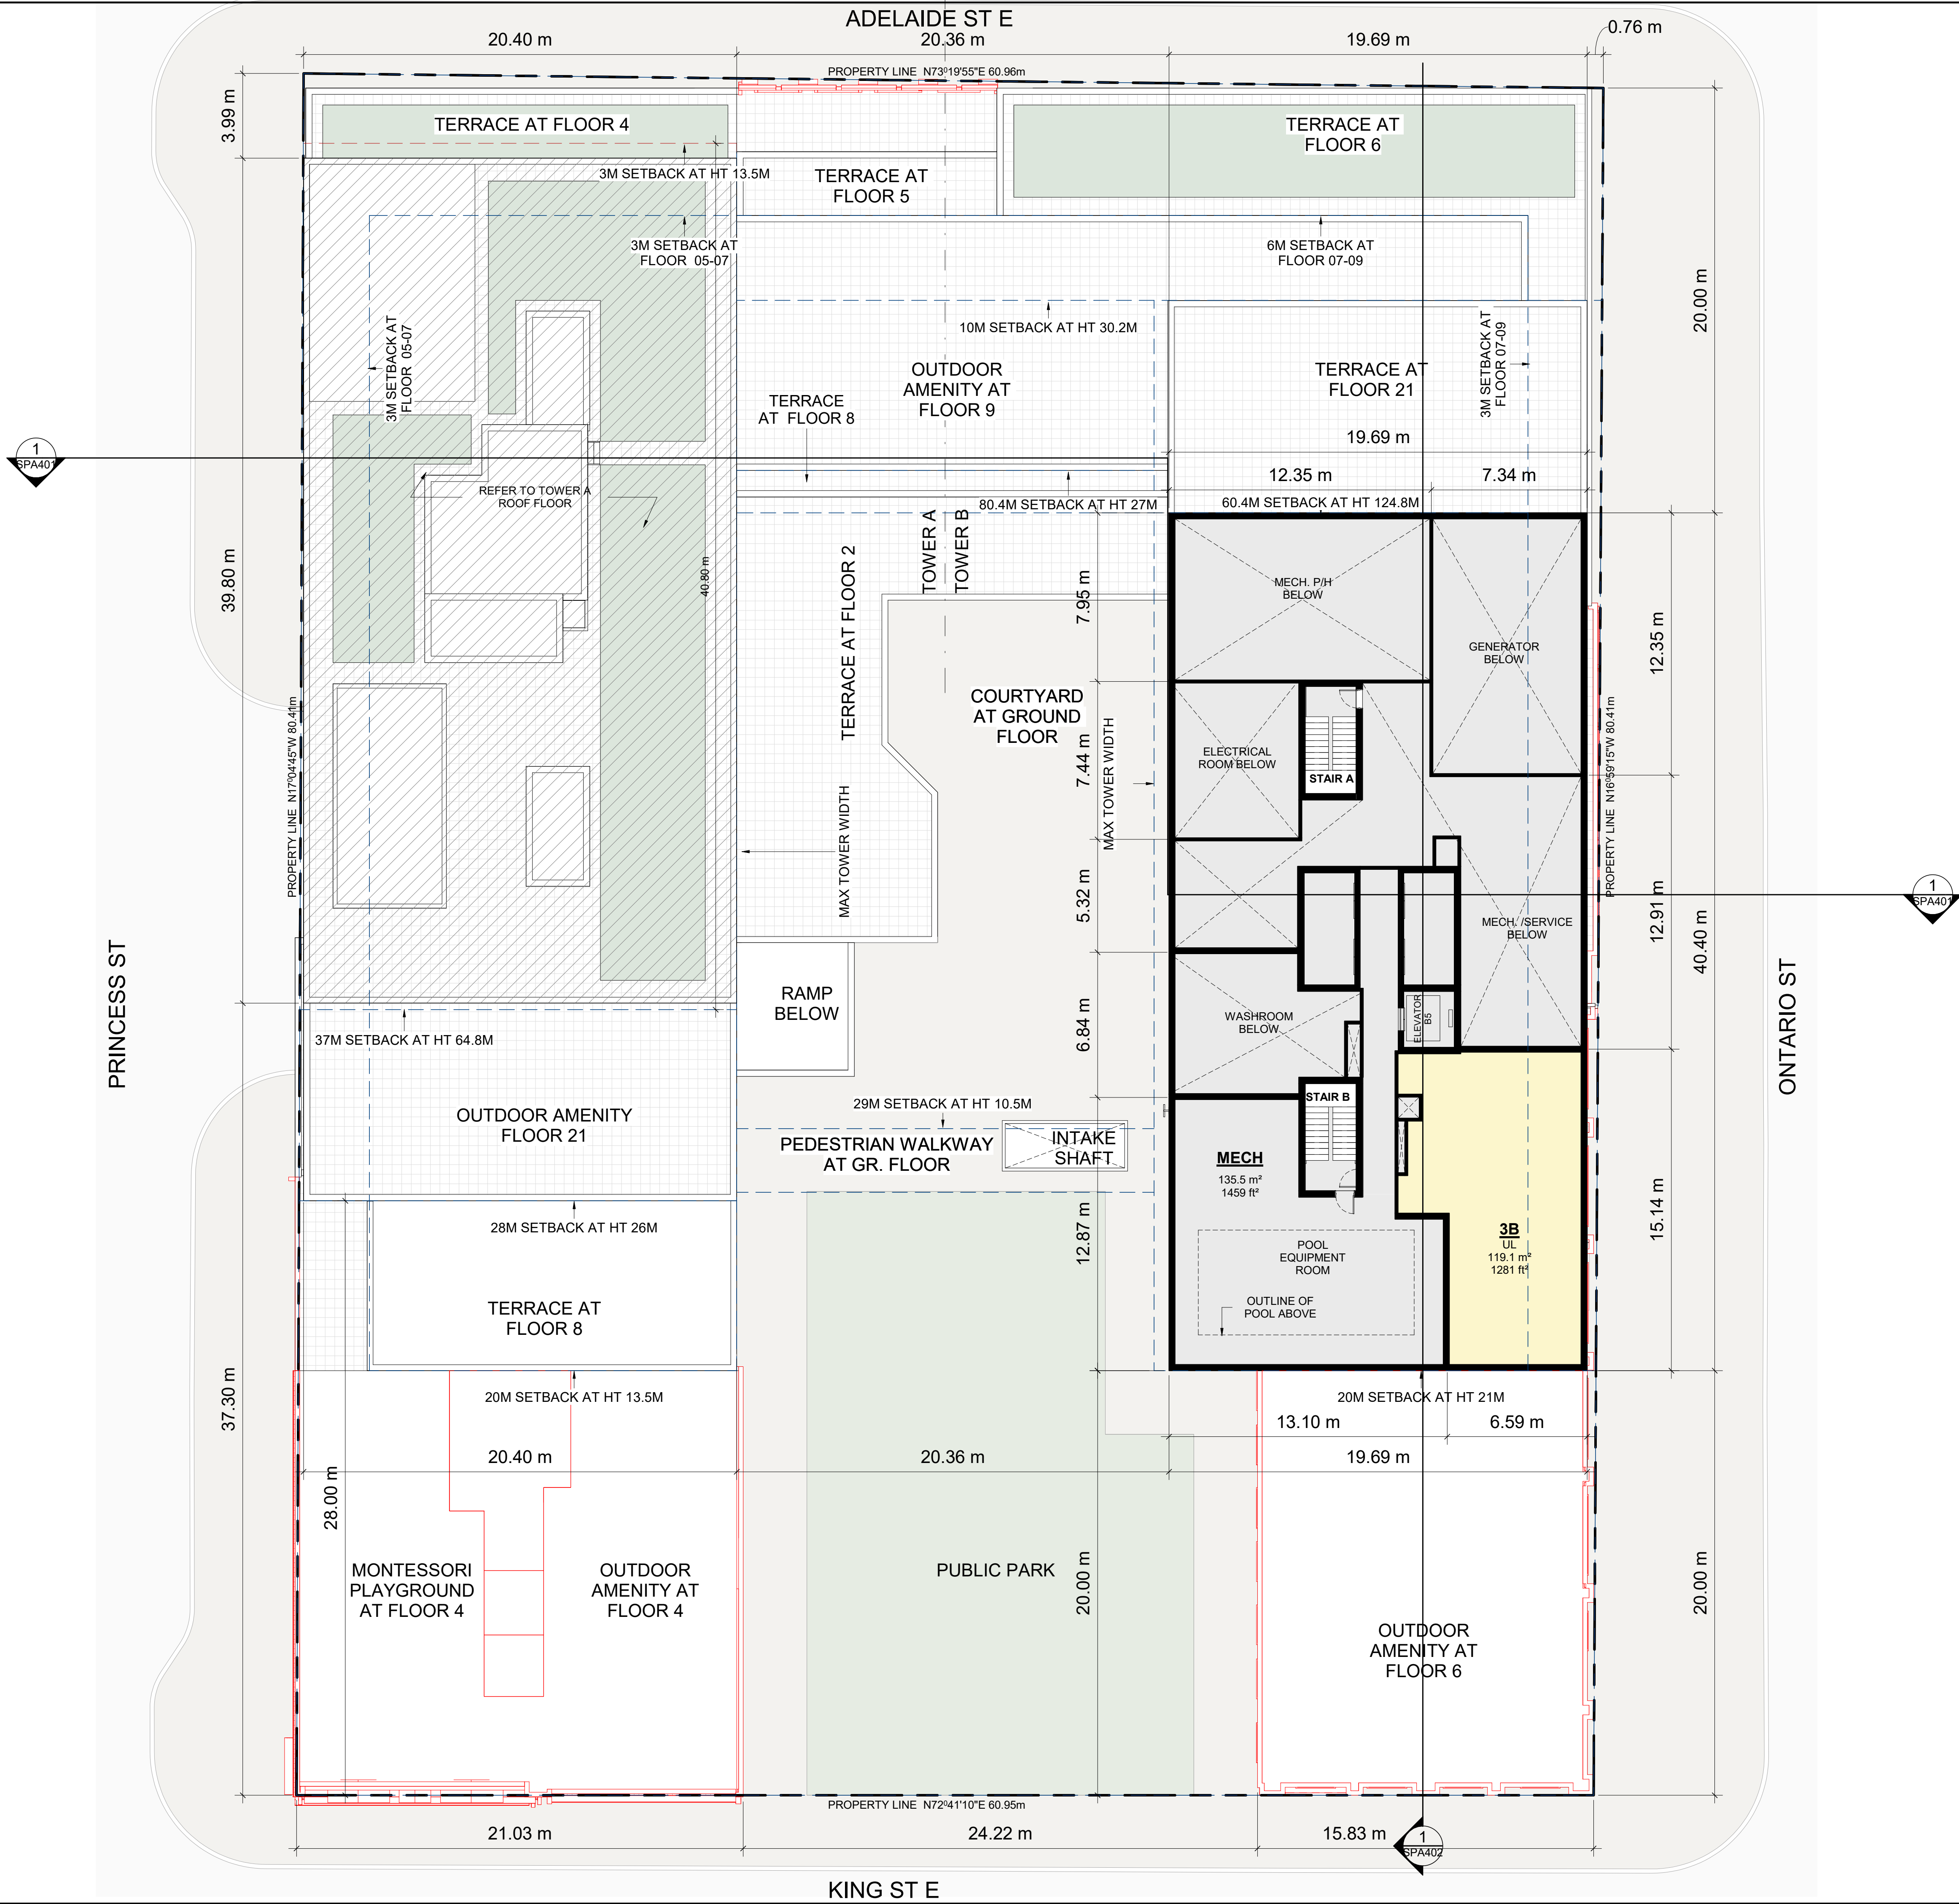 ADELAIDE ST E
20.40 m
20.36 m
19.69 m
0.76 m
PROPERTY LINE N73º19'55"E 60.96m
3.99 m
TERRACE AT FLOOR 4
TERRACE AT
FLOOR 6
3M SETBACK AT HT 13.5M
TERRACE AT
FLOOR 5
3M SETBACK AT
FLOOR 05-07
6M SETBACK AT
FLOOR 07-09
20.00 m
3M SETBACK AT
FLOOR 05-07
10M SETBACK AT HT 30.2M
3M SETBACK AT
FLOOR 07-09
OUTDOOR
AMENITY AT
FLOOR 9
TERRACE AT
FLOOR 21
TERRACE
AT FLOOR 8
19.69 m
1
SPA401
12.35 m
7.34 m
REFER TO TOWER A
ROOF FLOOR
80.4M SETBACK AT HT 27M
60.4M SETBACK AT HT 124.8M
TOWER A
TOWER B
39.80 m
40.80 m
TERRACE AT FLOOR 2
7.95 m
MECH. P/H
BELOW
GENERATOR
BELOW
12.35 m
PROPERTY LINE N17º04'45"W 80.41m
COURTYARD
AT GROUND
FLOOR
7.44 m
MAX TOWER WIDTH
ELECTRICAL
ROOM BELOW
STAIR A
PROPERTY LINE N16º59'15"W 80.41m
MAX TOWER WIDTH
5.32 m
1
SPA401
MECH. /SERVICE
BELOW
12.91 m
40.40 m
PRINCESS ST
ONTARIO ST
RAMP
BELOW
37M SETBACK AT HT 64.8M
6.84 m
WASHROOM
BELOW
ELEVATOR
B5
OUTDOOR AMENITY
FLOOR 21
29M SETBACK AT HT 10.5M
STAIR B
PEDESTRIAN WALKWAY
AT GR. FLOOR
INTAKE
SHAFT
MECH
135.5 m²
1459 ft²
28M SETBACK AT HT 26M
12.87 m
15.14 m
3B
UL
119.1 m²
1281 ft²
POOL
EQUIPMENT
ROOM
OUTLINE OF
POOL ABOVE
TERRACE AT
FLOOR 8
37.30 m
20M SETBACK AT HT 13.5M
20M SETBACK AT HT 21M
13.10 m
6.59 m
20.40 m
20.36 m
19.69 m
28.00 m
MONTESSORI
PLAYGROUND
AT FLOOR 4
OUTDOOR
AMENITY AT
FLOOR 4
PUBLIC PARK
20.00 m
20.00 m
OUTDOOR
AMENITY AT
FLOOR 6
PROPERTY LINE N72º41'10"E 60.95m
21.03 m
24.22 m
15.83 m
1
SPA402
KING ST E